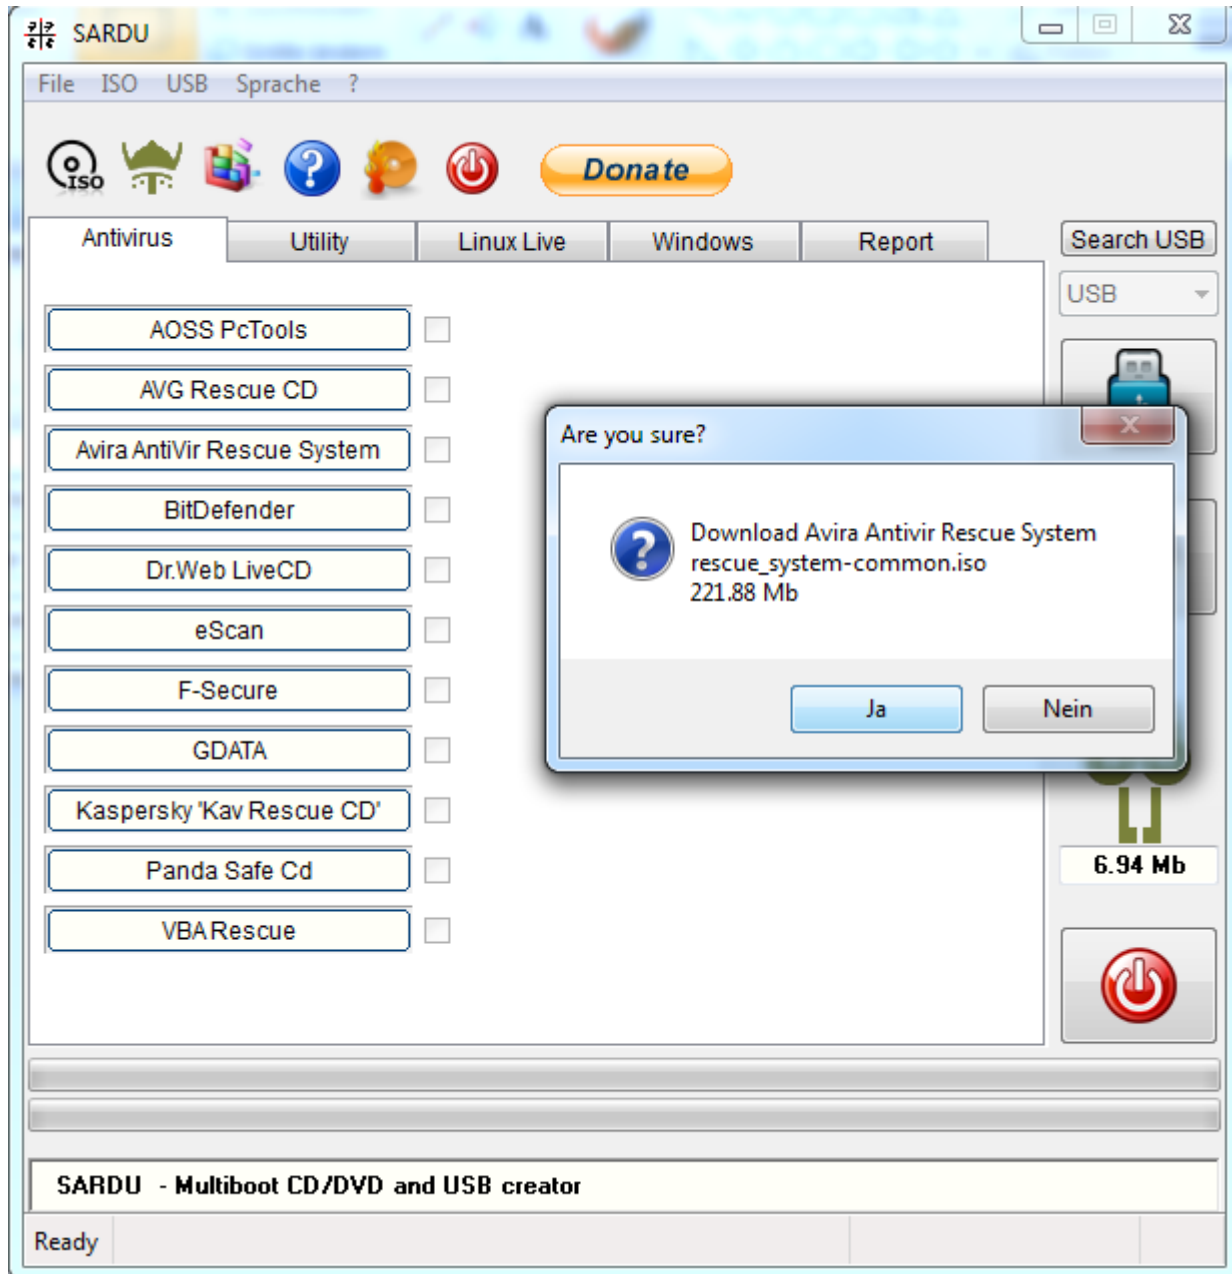 SARDU
File ISO USB Sprache ?
ISO
Donate
Antivirus Utility Linux Live Windows Report
Search USB
USB
AOSS PcTools
AVG Rescue CD
Avira AntiVir Rescue System
BitDefender
Dr.Web LiveCD
eScan
F-Secure
GDATA
Kaspersky 'Kav Rescue CD'
Panda Safe Cd
VBA Rescue
Are you sure?
Download Avira Antivir Rescue System
rescue_system-common.iso
221.88 Mb
Ja Nein
6.94 Mb
SARDU - Multiboot CD/DVD and USB creator
Ready